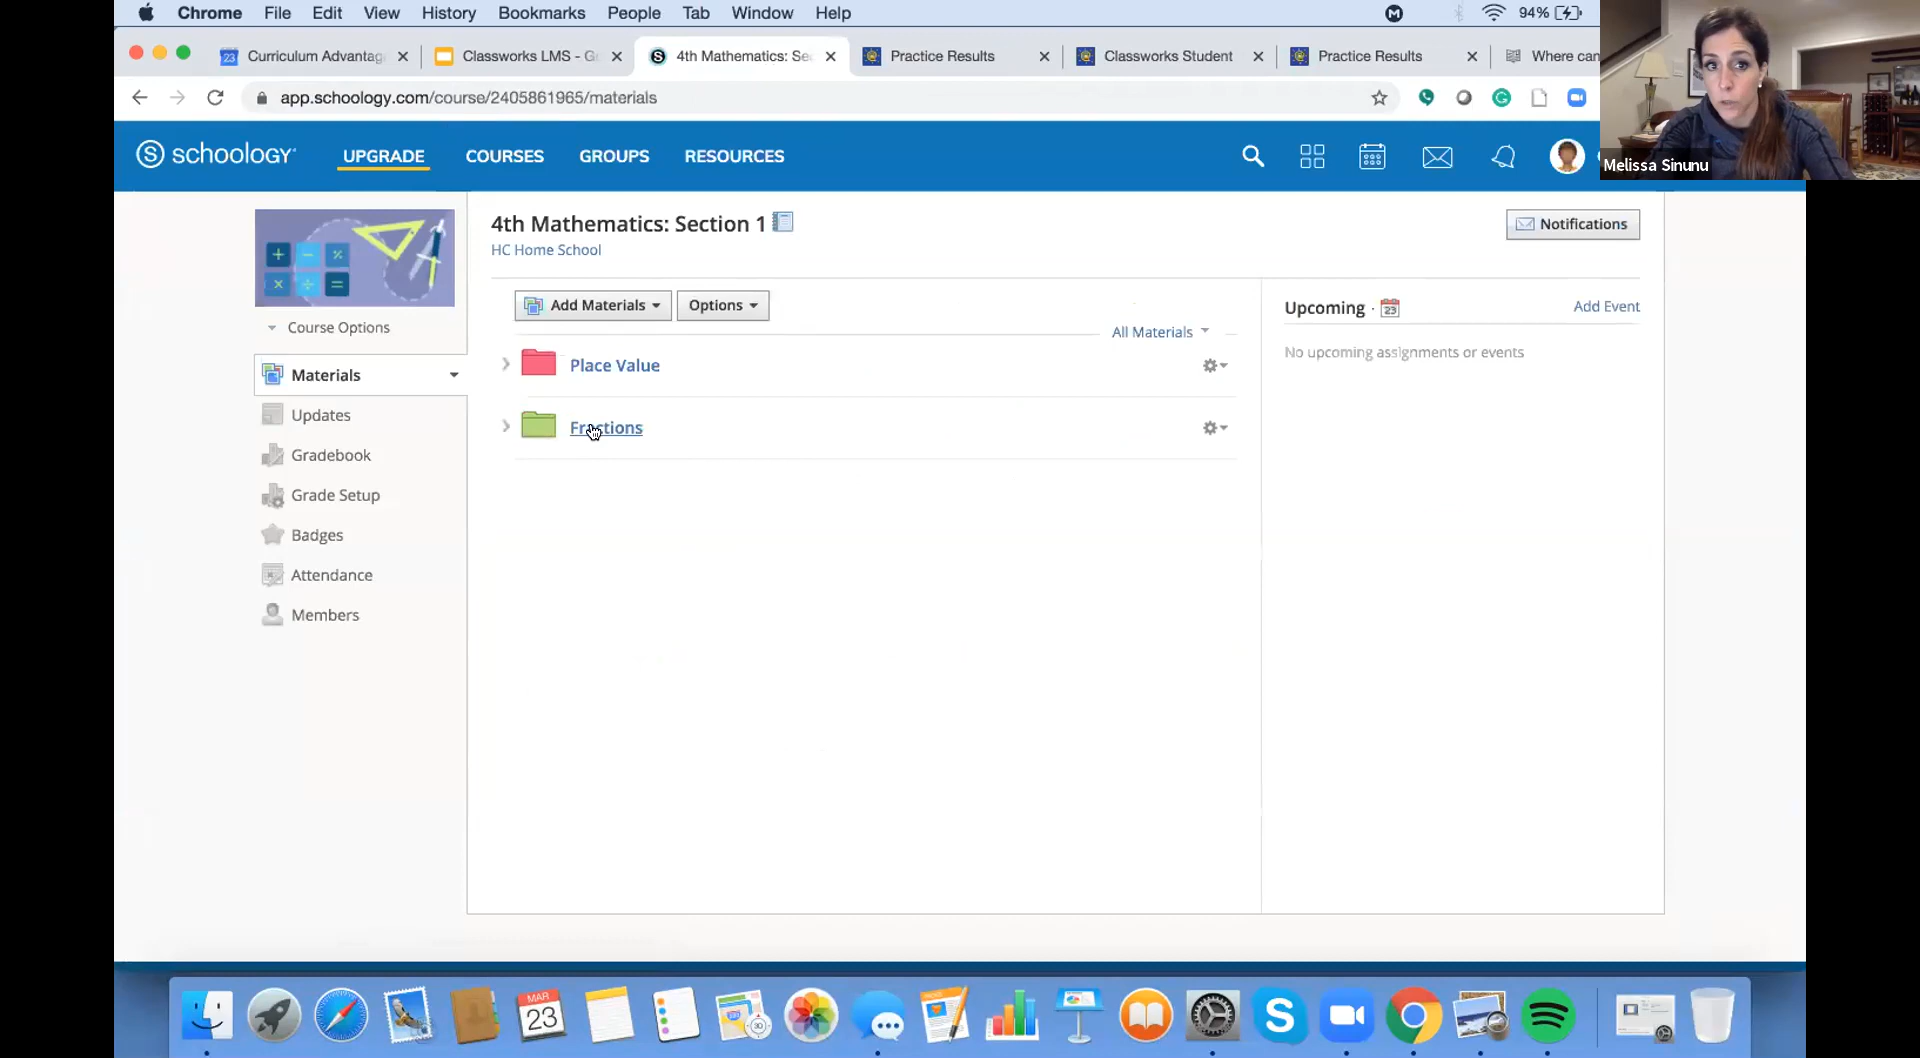 Chrome File Edit View History Bookmarks People Tab Window Help
M 94%
23 Curriculum Advantag
Classworks LMS - G
4th Mathematics: Se
Practice Results
Classworks Student
Practice Results
Where can
app.schoology.com/course/2405861965/materials
Melissa Sinunu
S schoology
UPGRADE COURSES GROUPS RESOURCES
4th Mathematics: Section 1
HC Home School
Notifications
Course Options
Materials
Updates
Gradebook
Grade Setup
Badges
Attendance
Members
Add Materials
Options
All Materials
Place Value
Fractions
Upcoming · 23
Add Event
No upcoming assignments or events
MAR
23